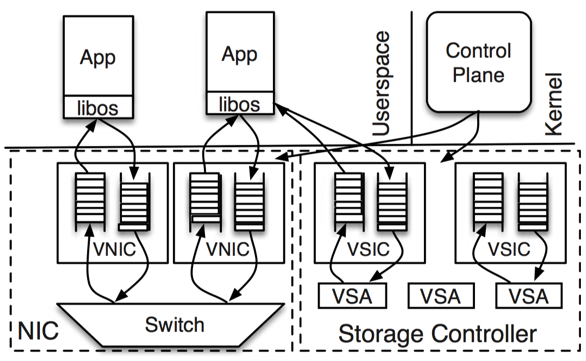 App
libos
App
libos
Userspace
Control
Plane
Kernel
VNIC
VNIC
VSIC
VSIC
VSA
VSA
VSA
NIC
Switch
Storage Controller